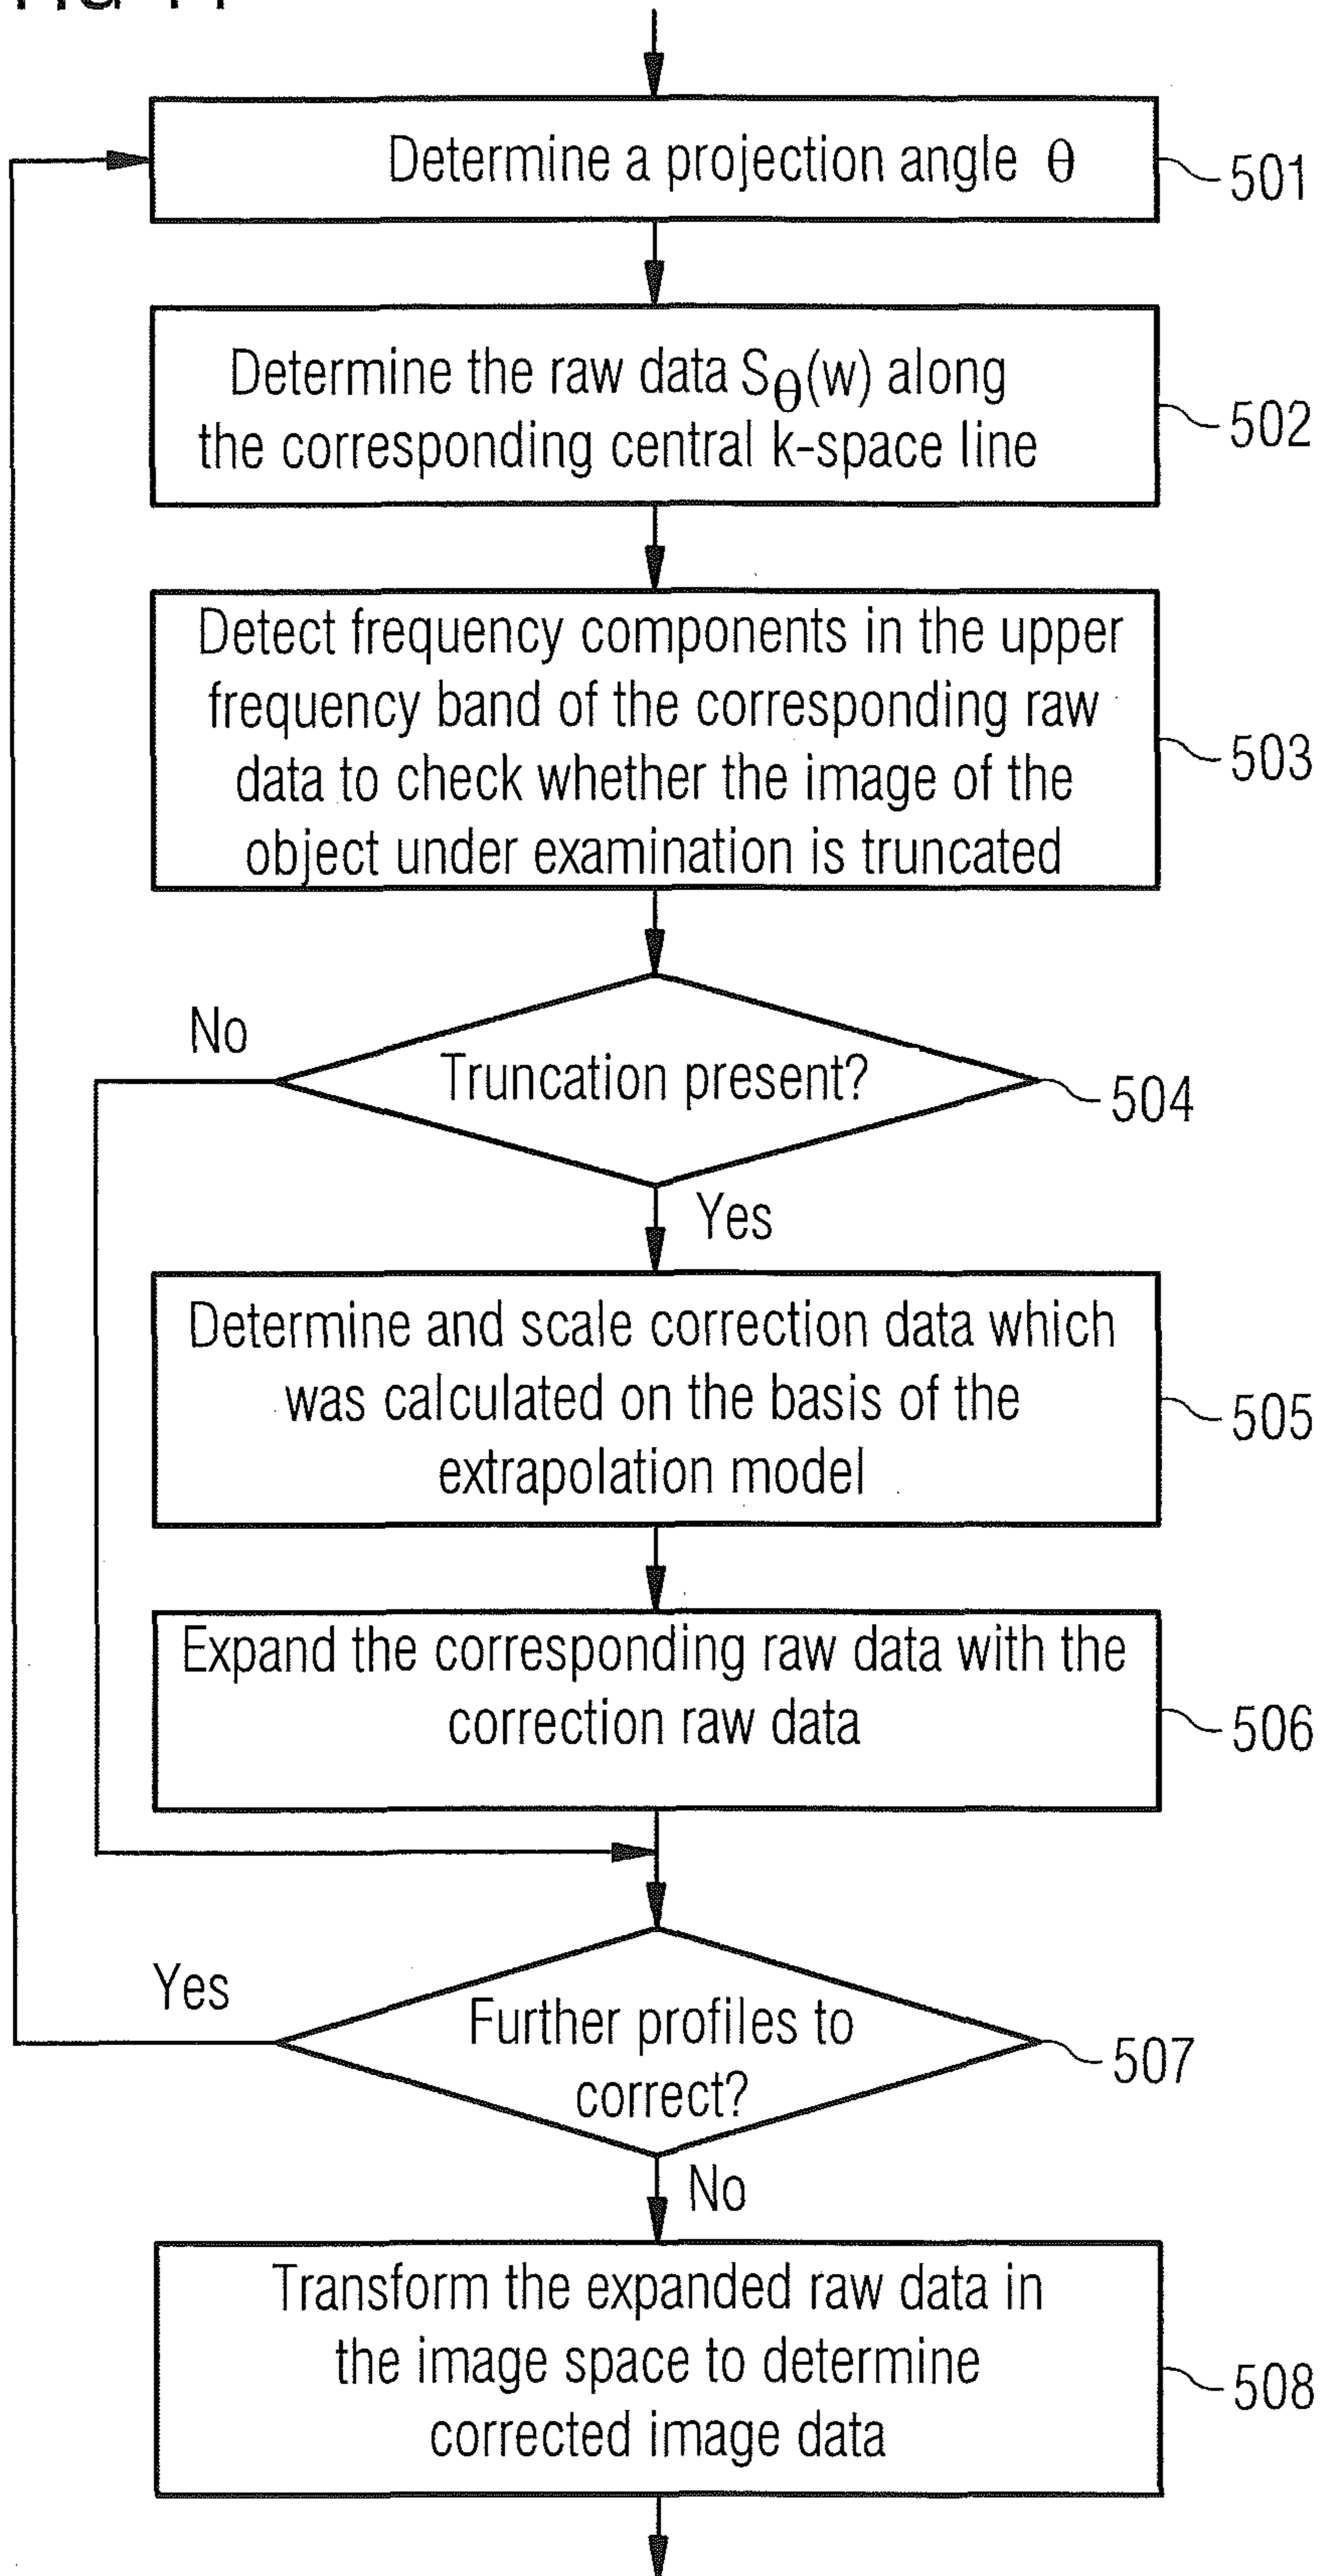 Determine a projection angle θ
501
Determine the raw data Sθ(w) along
the corresponding central k-space line
502
Detect frequency components in the upper
frequency band of the corresponding raw
data to check whether the image of the
object under examination is truncated
503
No
Truncation present?
504
Yes
Determine and scale correction data which
was calculated on the basis of the
extrapolation model
505
Expand the corresponding raw data with the
correction raw data
506
Yes
Further profiles to
correct?
507
No
Transform the expanded raw data in
the image space to determine
corrected image data
508